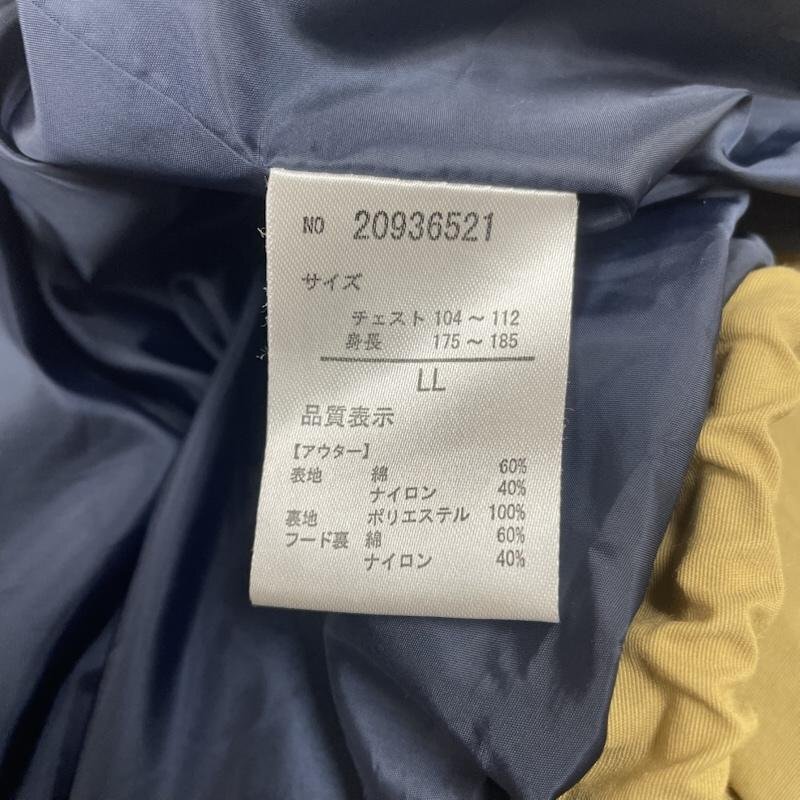 NO 20936521
サイズ
チェスト 104～112
身長 175～185
LL
品質表示
【アウター】
表地 綿 60%
ナイロン 40%
裏地 ポリエステル 100%
フード裏 綿 60%
ナイロン 40%